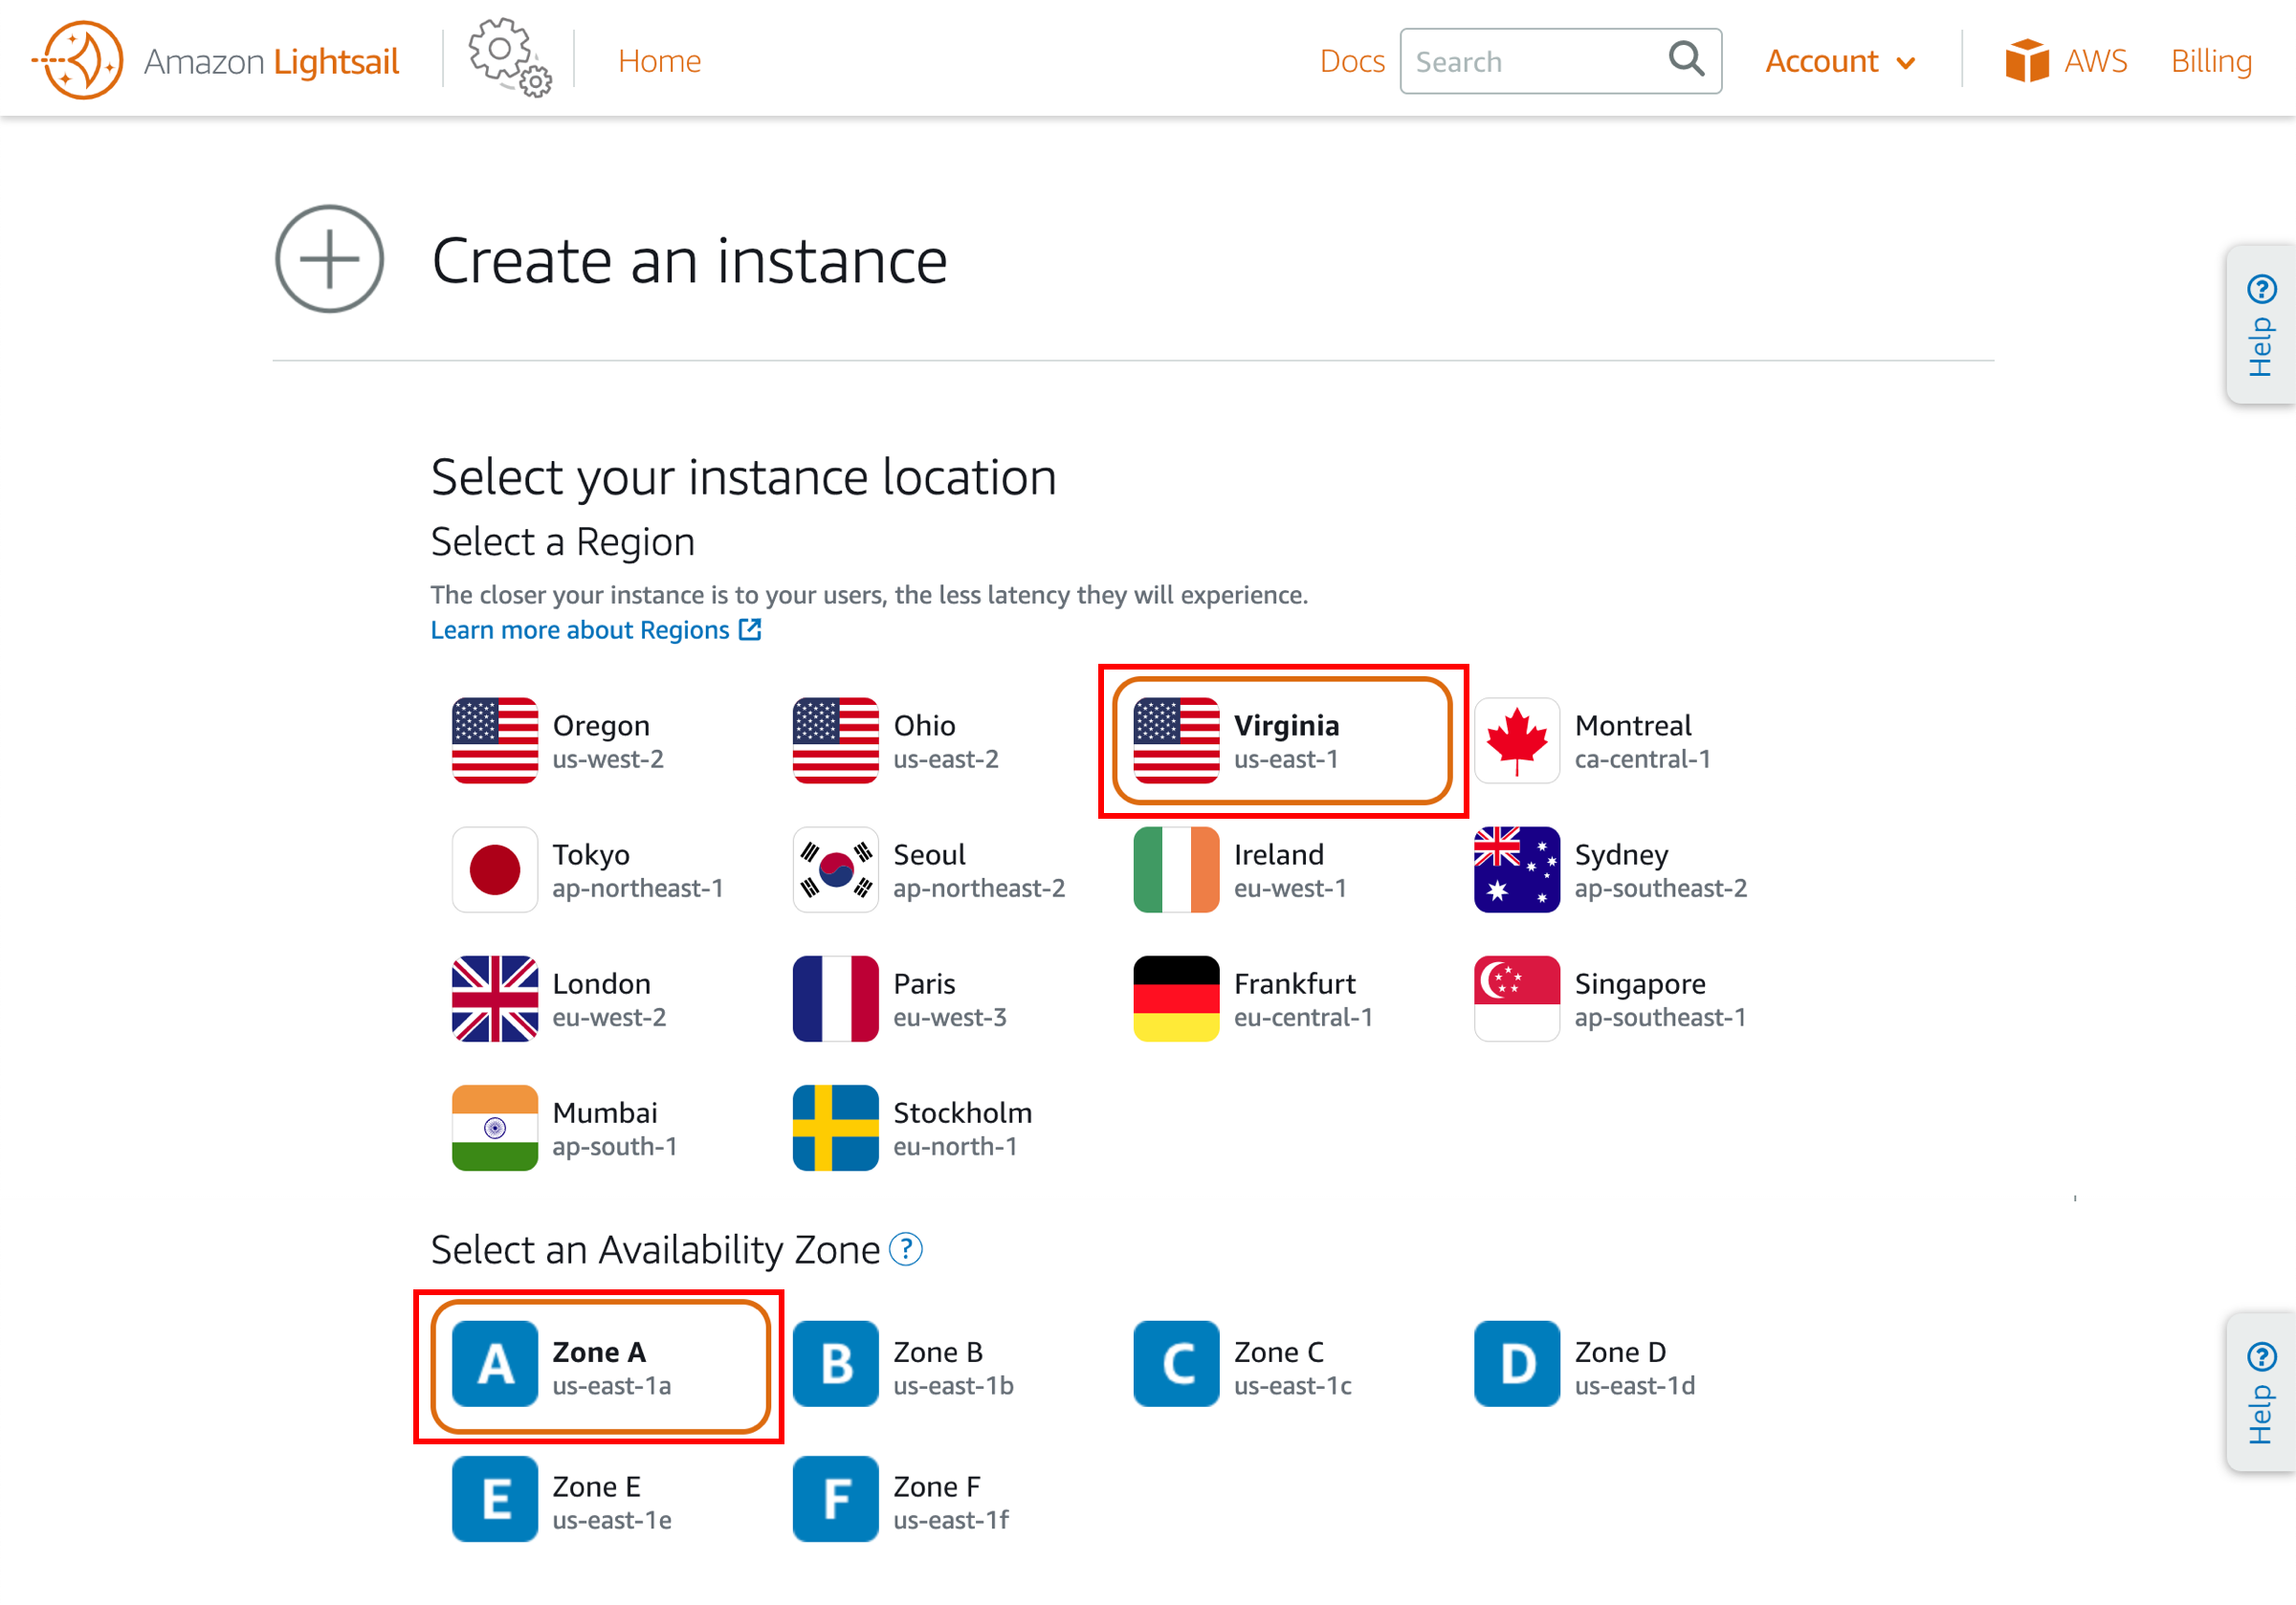 Amazon Lightsail Home Docs Search Account AWS Billing
Create an instance
Help
Select your instance location
Select a Region
The closer your instance is to your users, the less latency they will experience.
Learn more about Regions
Oregon Ohio Virginia Montreal
us-west-2 us-east-2 us-east-1 ca-central-1
Tokyo Seoul Ireland Sydney
ap-northeast-1 ap-northeast-2 eu-west-1 ap-southeast-2
London Paris Frankfurt Singapore
eu-west-2 eu-west-3 eu-central-1 ap-southeast-1
Mumbai Stockholm
ap-south-1 eu-north-1
Select an Availability Zone ?
A Zone A B Zone B C Zone C D Zone D
us-east-1a us-east-1b us-east-1c us-east-1d
Help
E Zone E F Zone F
us-east-1e us-east-1f